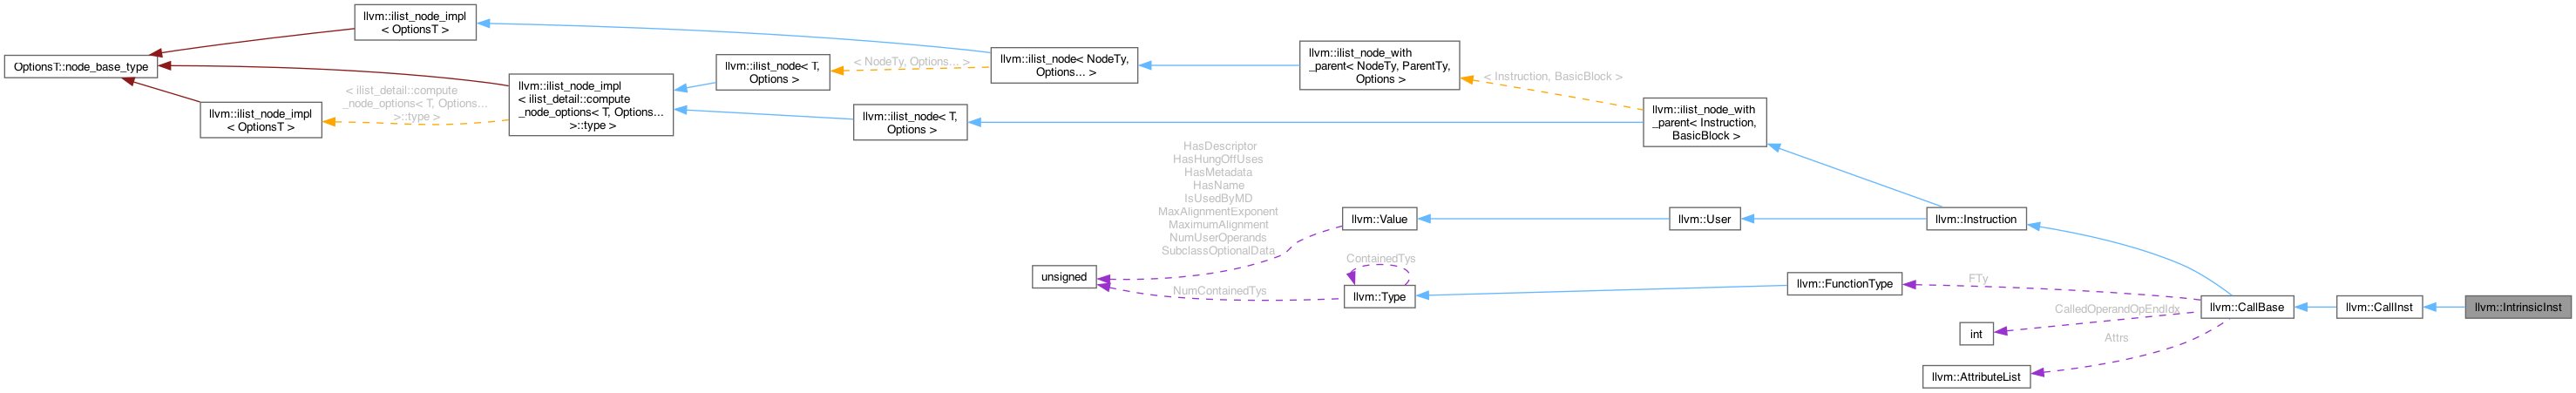 llvm::ilist_node_impl
< OptionsT >
OptionsT::node_base_type
llvm::ilist_node_impl
< OptionsT >
< ilist_detail::compute
_node_options< T, Options...
>::type >
llvm::ilist_node_impl
< ilist_detail::compute
_node_options< T, Options...
>::type >
llvm::ilist_node< T,
Options >
< NodeTy, Options... >
llvm::ilist_node< T,
Options >
llvm::ilist_node< NodeTy,
Options... >
llvm::ilist_node_with
_parent< NodeTy, ParentTy,
Options >
< Instruction, BasicBlock >
llvm::ilist_node_with
_parent< Instruction,
BasicBlock >
HasDescriptor
HasHungOffUses
HasMetadata
HasName
IsUsedByMD
MaxAlignmentExponent
MaximumAlignment
NumUserOperands
SubclassOptionalData
unsigned
NumContainedTys
llvm::Value
ContainedTys
llvm::Type
llvm::User
llvm::Instruction
llvm::FunctionType
FTy
int
CalledOperandOpEndIdx
Attrs
llvm::AttributeList
llvm::CallBase
llvm::CallInst
llvm::IntrinsicInst